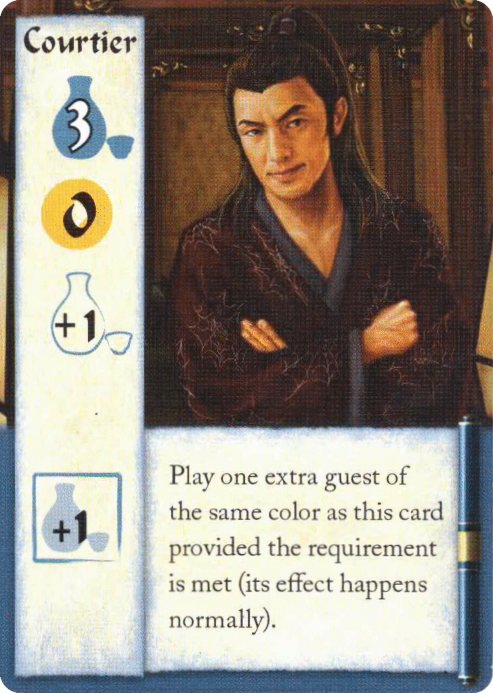 Courtier
3
0
+1
+1
Play one extra guest of
the same color as this card
provided the requirement
is met (its effect happens
normally).